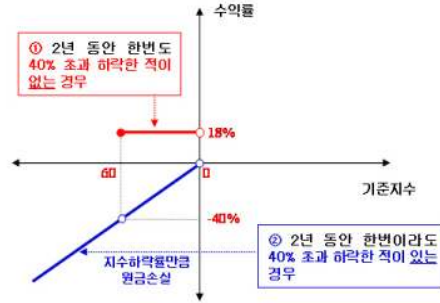 수익률
① 2년 동안 한번도
40% 초과 하락한 적이
없는 경우
18%
60
0
기준지수
-40%
지수하락률만큼
원금손실
② 2년 동안 한번이라도
40% 초과 하락한 적이 있는
경우